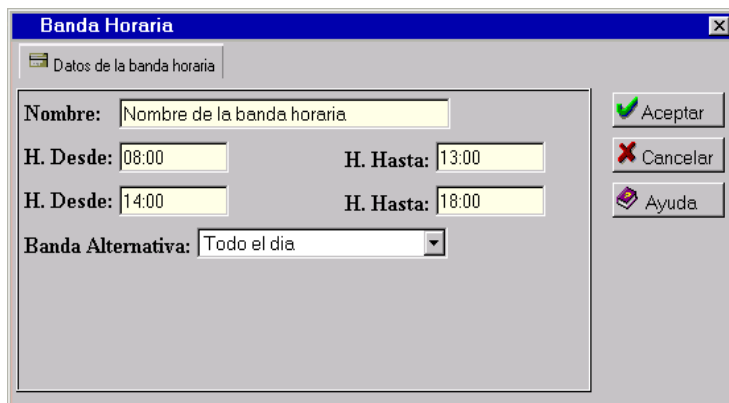 Banda Horaria
Datos de la banda horaria
Nombre: Nombre de la banda horaria
H. Desde: 08:00 H. Hasta: 13:00
H. Desde: 14:00 H. Hasta: 18:00
Banda Alternativa: Todo el dia
Aceptar
Cancelar
Ayuda